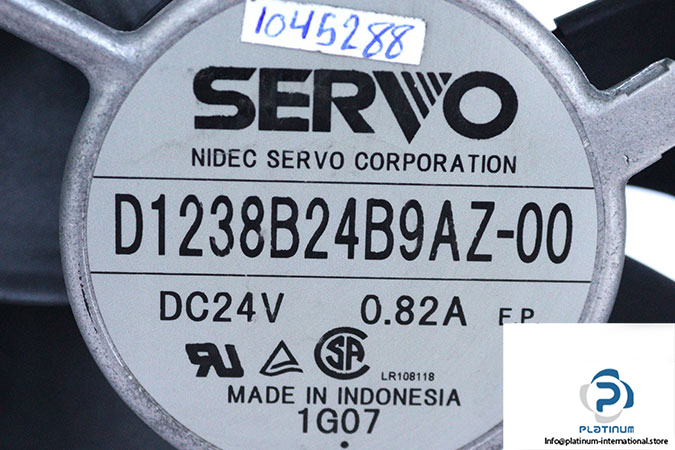 1045288
SERVO
NIDEC SERVO CORPORATION
D1238B24B9AZ-00
DC24V 0.82A E.P.
LR108118
MADE IN INDONESIA
1G07
PLATINUM
Info@platinum-international.store